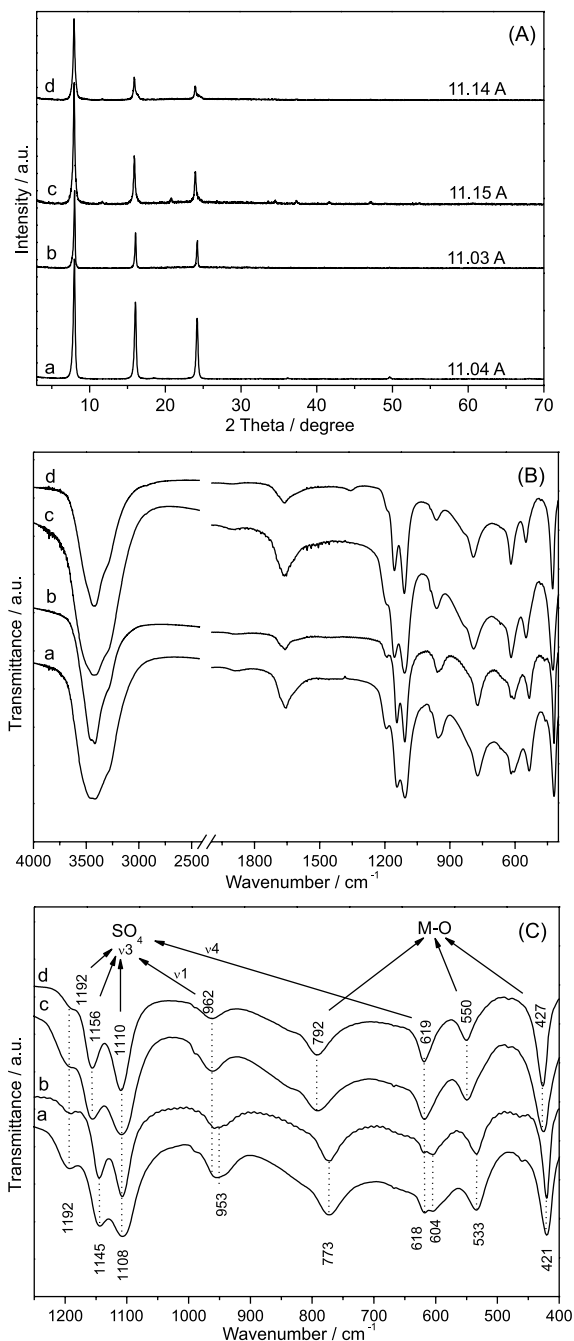 (A)
d
11.14 A
c
11.15 A
b
11.03 A
a
11.04 A
Intensity / a.u.
10 20 30 40 50 60 70
2 Theta / degree
(B)
d
c
b
a
Transmittance / a.u.
4000 3500 3000 2500 1800 1500 1200 900 600
Wavenumber / cm-1
(C)
SO4 M-O
ν3 ν4
ν1
d
c
b
a
1192 1156 1110 962 792 619 550 427
1192 1145 1108 953 773 618 604 533 421
Transmittance / a.u.
1200 1100 1000 900 800 700 600 500 400
Wavenumber / cm-1